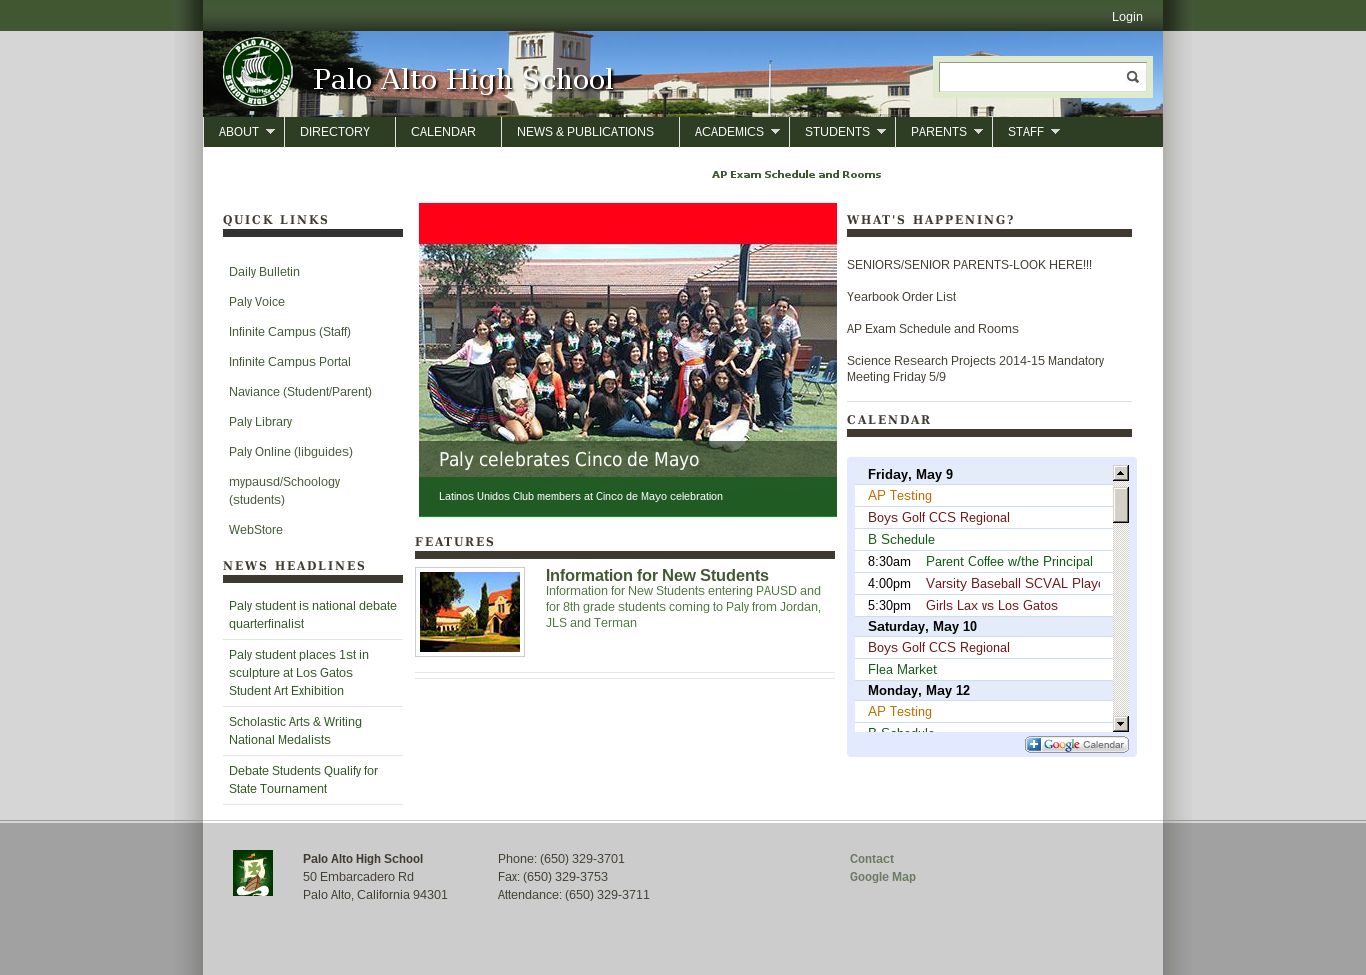 Login
PALO ALTO
Vikings
SENIOR HIGH SCHOOL
Palo Alto High School
ABOUT DIRECTORY CALENDAR NEWS & PUBLICATIONS ACADEMICS STUDENTS PARENTS STAFF
AP Exam Schedule and Rooms
QUICK LINKS
Daily Bulletin
Paly Voice
Infinite Campus (Staff)
Infinite Campus Portal
Naviance (Student/Parent)
Paly Library
Paly Online (libguides)
mypausd/Schoology
(students)
WebStore
NEWS HEADLINES
Paly student is national debate
quarterfinalist
Paly student places 1st in
sculpture at Los Gatos
Student Art Exhibition
Scholastic Arts & Writing
National Medalists
Debate Students Qualify for
State Tournament
Paly celebrates Cinco de Mayo
Latinos Unidos Club members at Cinco de Mayo celebration
FEATURES
Information for New Students
Information for New Students entering PAUSD and
for 8th grade students coming to Paly from Jordan,
JLS and Terman
WHAT'S HAPPENING?
SENIORS/SENIOR PARENTS-LOOK HERE!!!
Yearbook Order List
AP Exam Schedule and Rooms
Science Research Projects 2014-15 Mandatory
Meeting Friday 5/9
CALENDAR
Friday, May 9
AP Testing
Boys Golf CCS Regional
B Schedule
8:30am Parent Coffee w/the Principal
4:00pm Varsity Baseball SCVAL Playo
5:30pm Girls Lax vs Los Gatos
Saturday, May 10
Boys Golf CCS Regional
Flea Market
Monday, May 12
AP Testing
B Schedule
Google Calendar
Palo Alto High School
50 Embarcadero Rd
Palo Alto, California 94301
Phone: (650) 329-3701
Fax: (650) 329-3753
Attendance: (650) 329-3711
Contact
Google Map